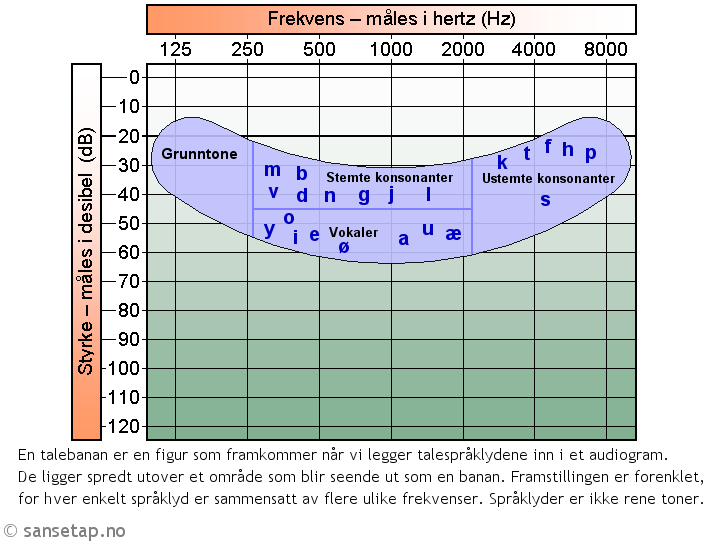 Frekvens – måles i hertz (Hz)
125 250 500 1000 2000 4000 8000
Styrke – måles i desibel (dB)
0
10
20
30
40
50
60
70
80
90
100
110
120
Grunntone
m b Stemte konsonanter
v d n g j l
k t f h p
Ustemte konsonanter
s
y o i e Vokaler ø a u æ
En talebanan er en figur som framkommer når vi legger talespråklydene inn i et audiogram.
De ligger spredt utover et område som blir seende ut som en banan. Framstillingen er forenklet,
for hver enkelt språklyd er sammensatt av flere ulike frekvenser. Språklyder er ikke rene toner.
© sansetap.no